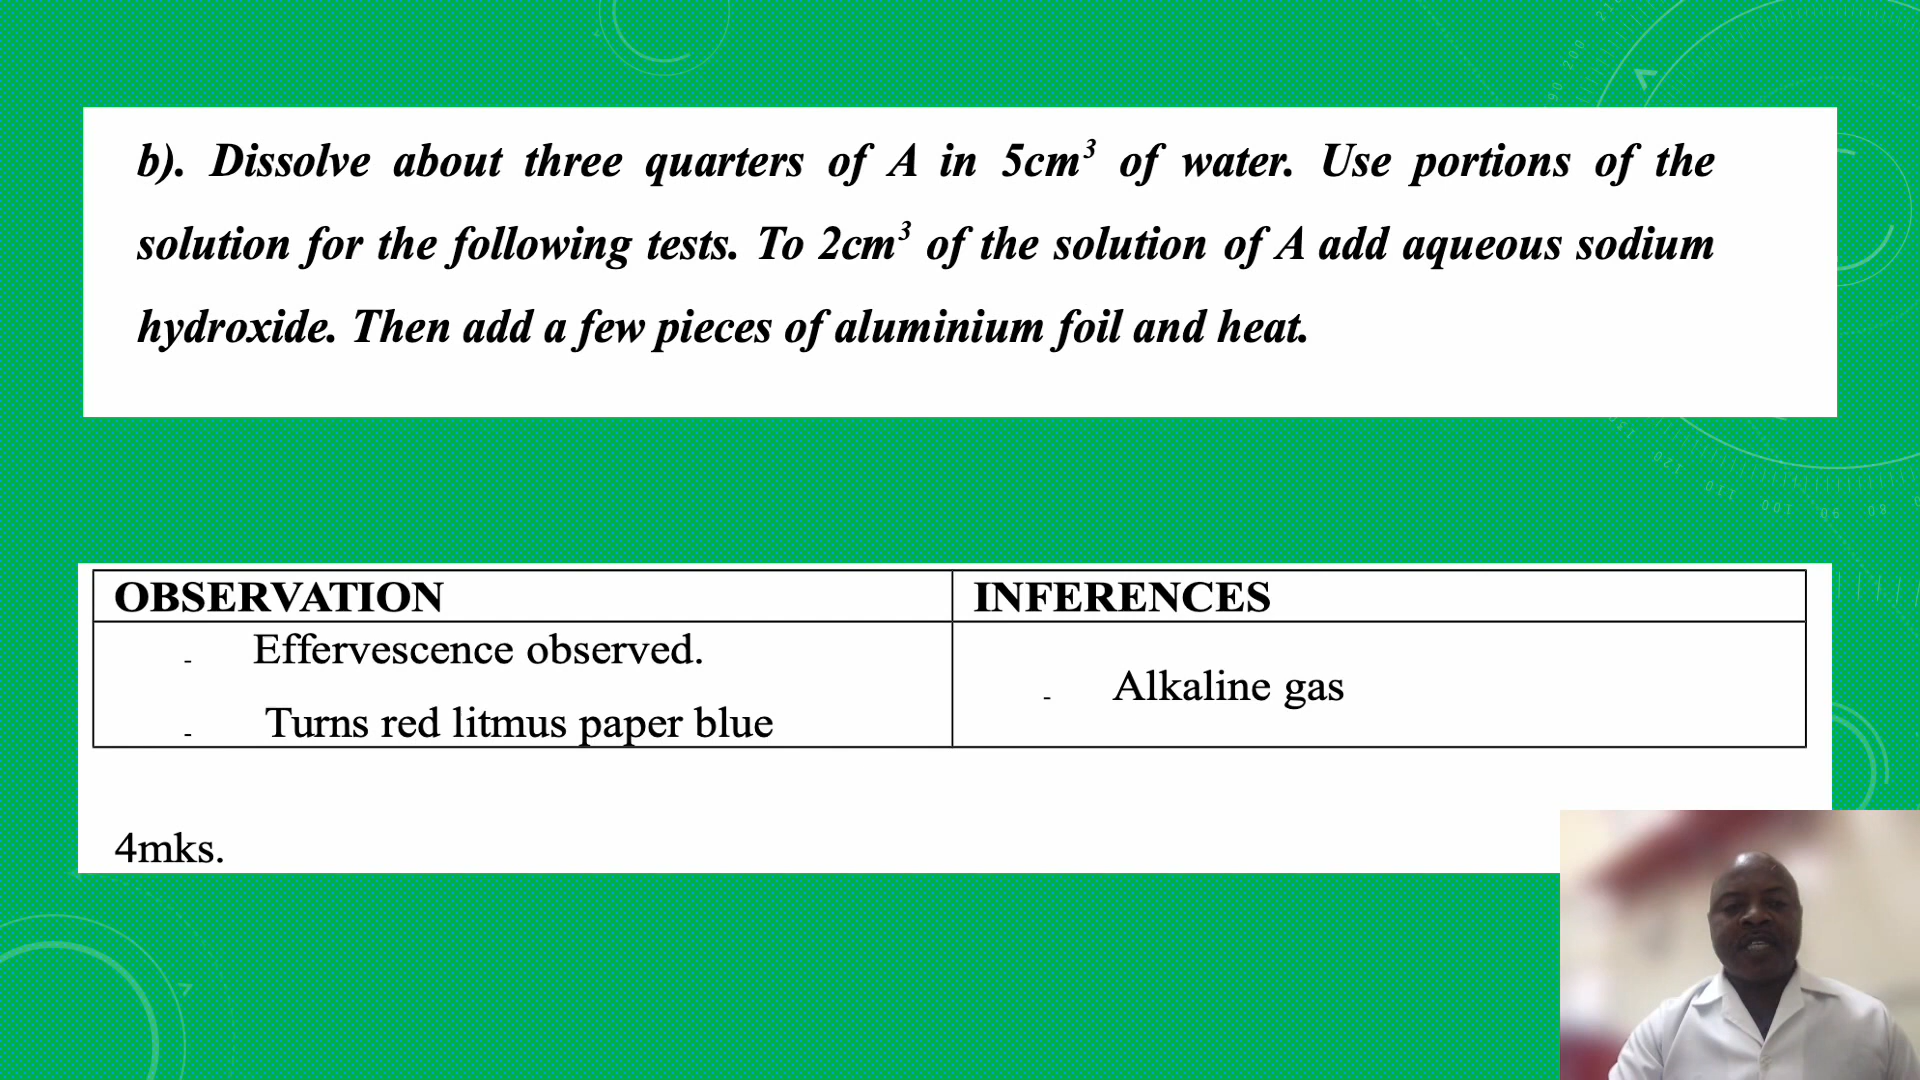 b). Dissolve about three quarters of A in 5cm³ of water. Use portions of the
solution for the following tests. To 2cm³ of the solution of A add aqueous sodium
hydroxide. Then add a few pieces of aluminium foil and heat.
OBSERVATION
INFERENCES
- Effervescence observed.
- Turns red litmus paper blue
- Alkaline gas
4mks.